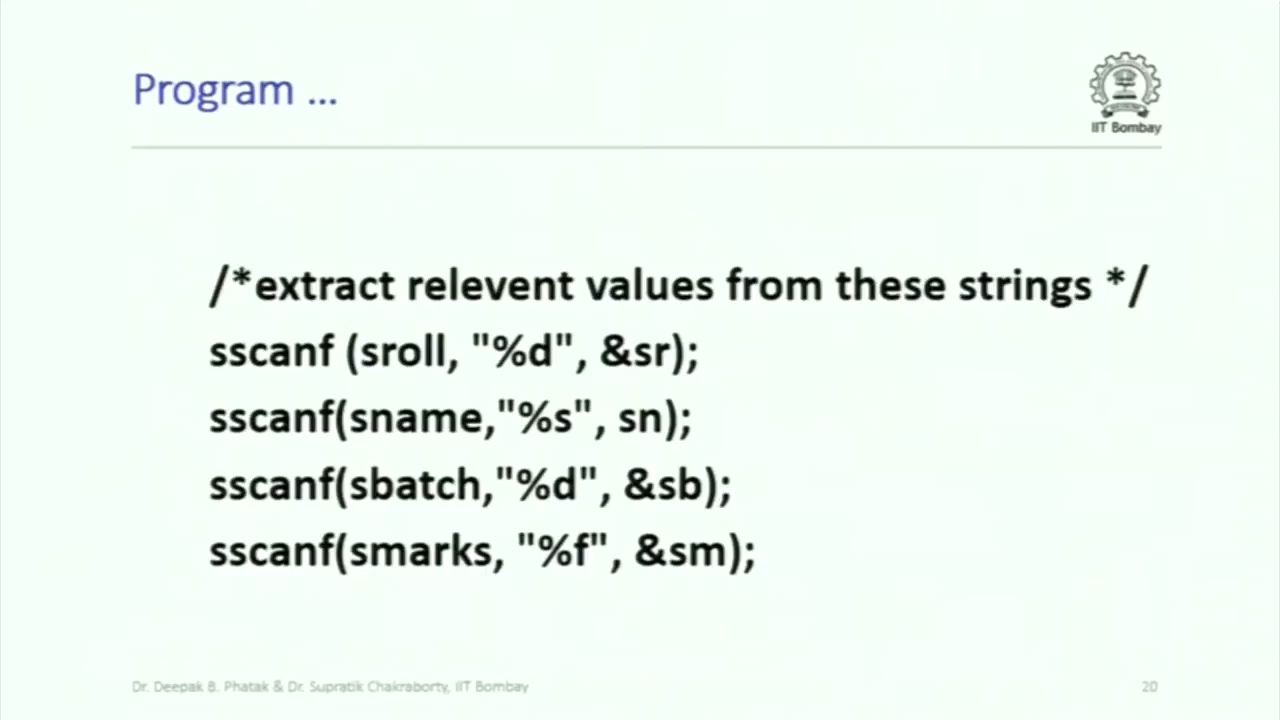 Program ...
IIT Bombay
/*extract relevent values from these strings */
sscanf (sroll, "%d", &sr);
sscanf(sname,"%s", sn);
sscanf(sbatch,"%d", &sb);
sscanf(smarks, "%f", &sm);
Dr. Deepak B. Phatak & Dr. Supratik Chakraborty, IIT Bombay
20